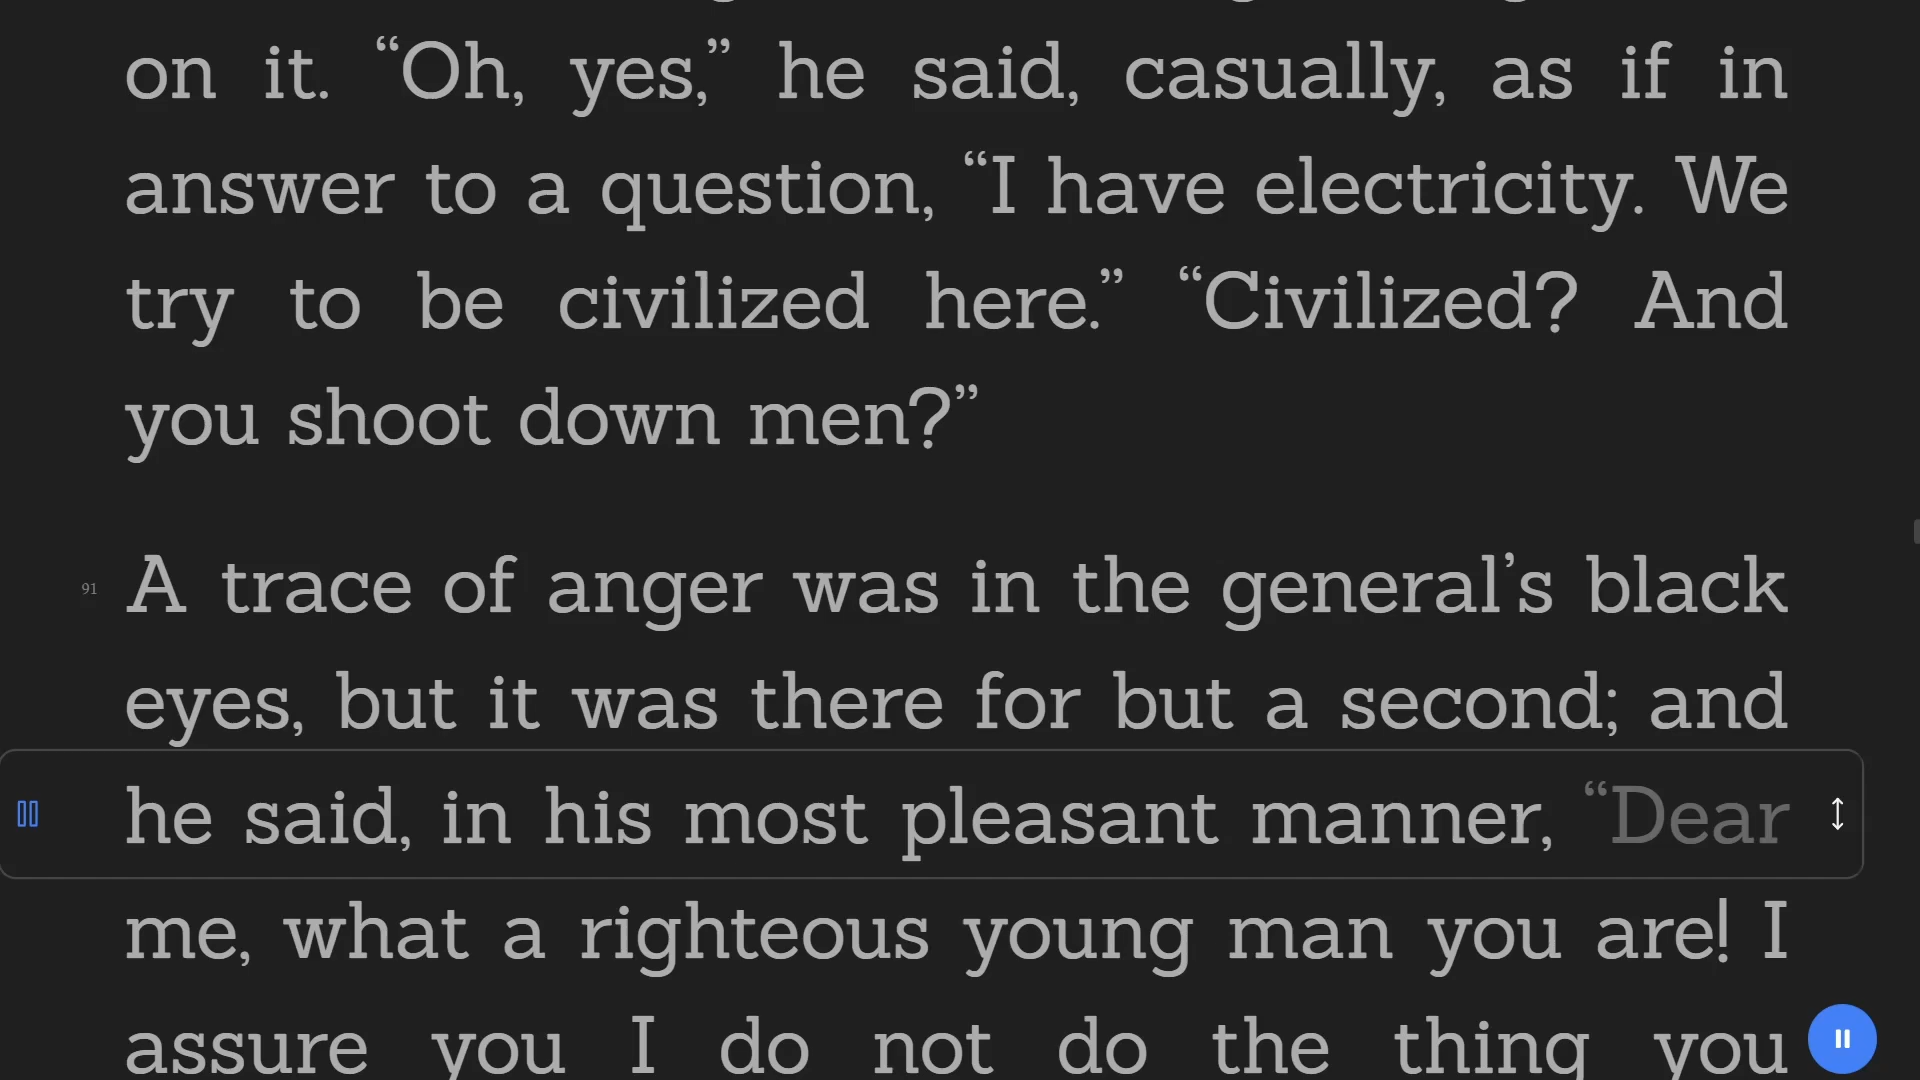 on it. “Oh, yes,” he said, casually, as if in
answer to a question, “I have electricity. We
try to be civilized here.” “Civilized? And
you shoot down men?”
91
A trace of anger was in the general’s black
eyes, but it was there for but a second; and
he said, in his most pleasant manner, “Dear
me, what a righteous young man you are! I
assure you I do not do the thing you